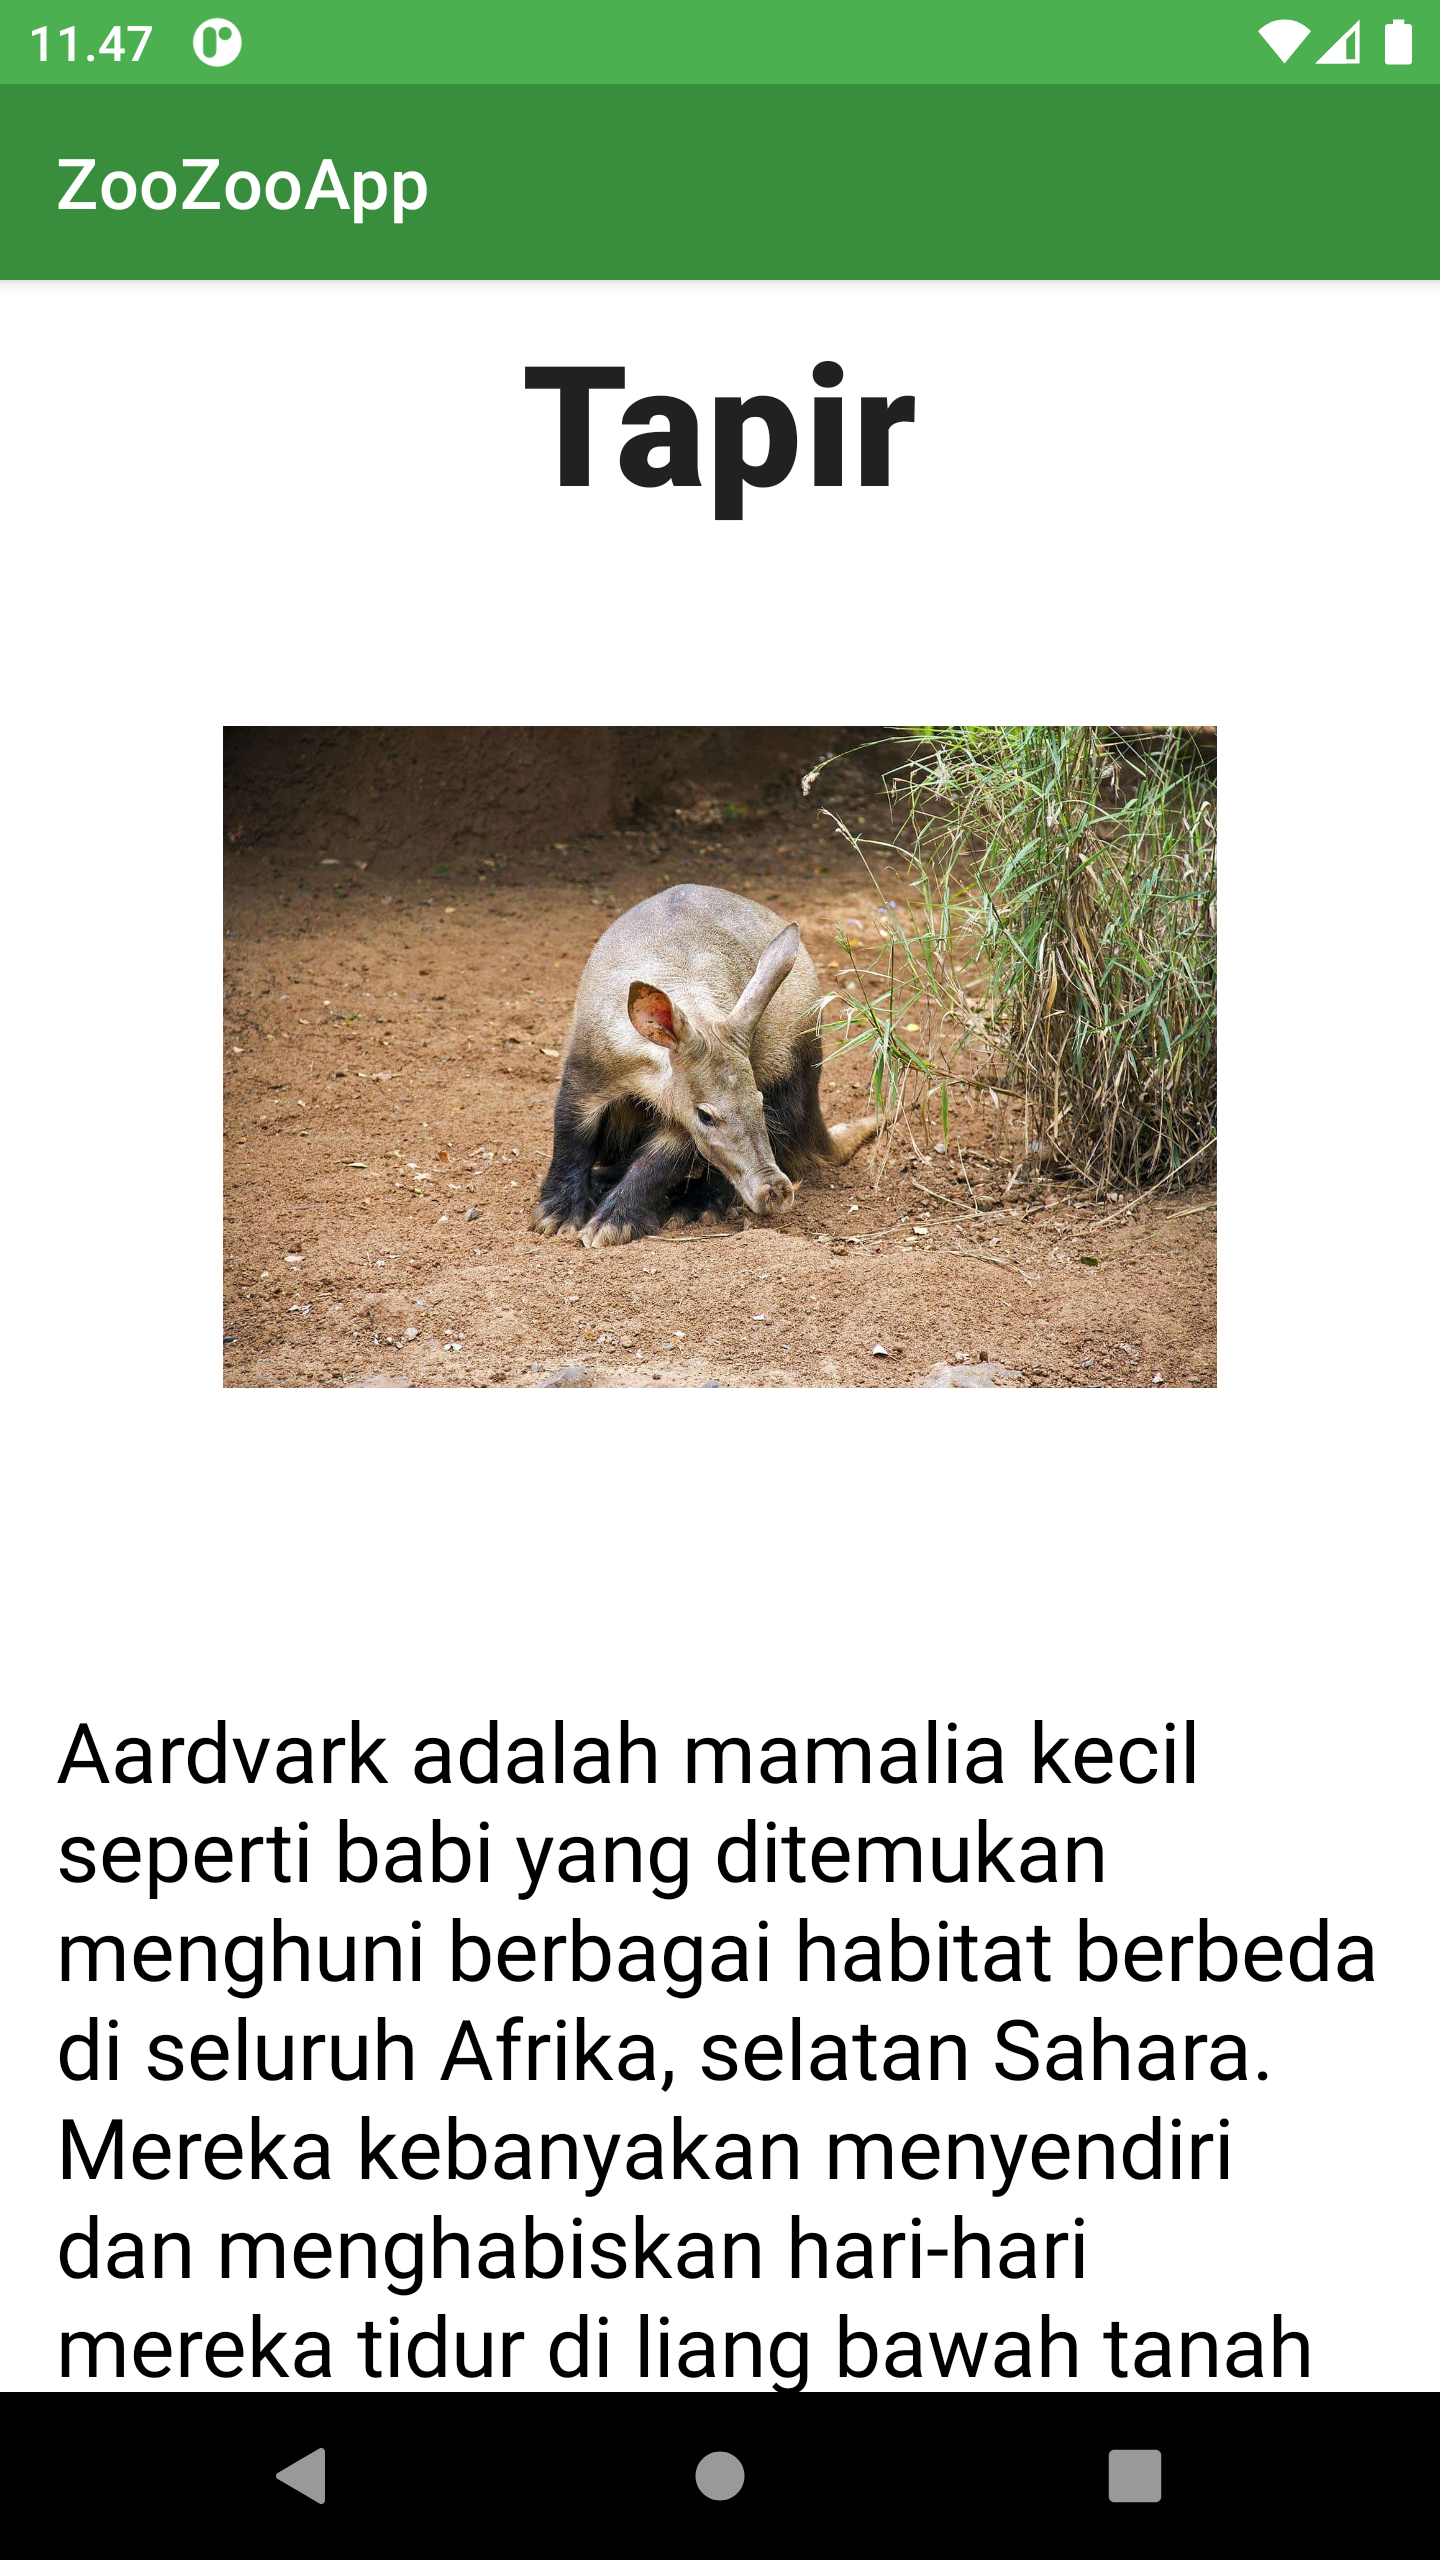 11.47
ZooZooApp
Tapir
Aardvark adalah mamalia kecil
seperti babi yang ditemukan
menghuni berbagai habitat berbeda
di seluruh Afrika, selatan Sahara.
Mereka kebanyakan menyendiri
dan menghabiskan hari-hari
mereka tidur di liang bawah tanah